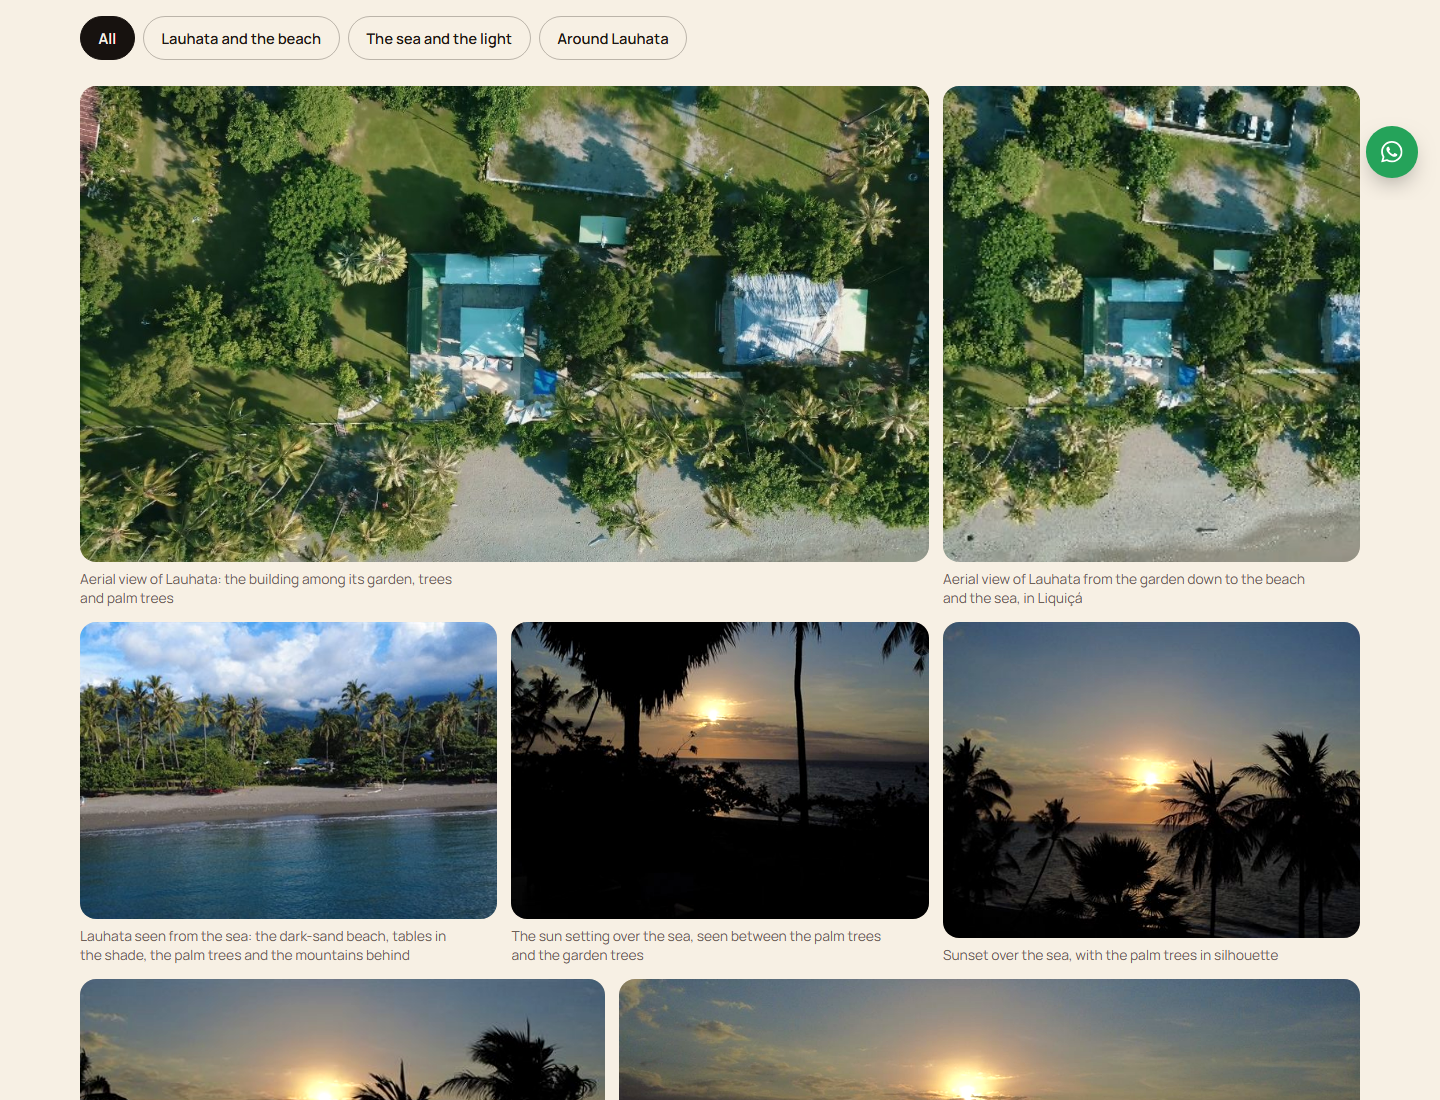 All
Lauhata and the beach
The sea and the light
Around Lauhata
Aerial view of Lauhata: the building among its garden, trees
and palm trees
Aerial view of Lauhata from the garden down to the beach
and the sea, in Liquiçá
Lauhata seen from the sea: the dark-sand beach, tables in
the shade, the palm trees and the mountains behind
The sun setting over the sea, seen between the palm trees
and the garden trees
Sunset over the sea, with the palm trees in silhouette